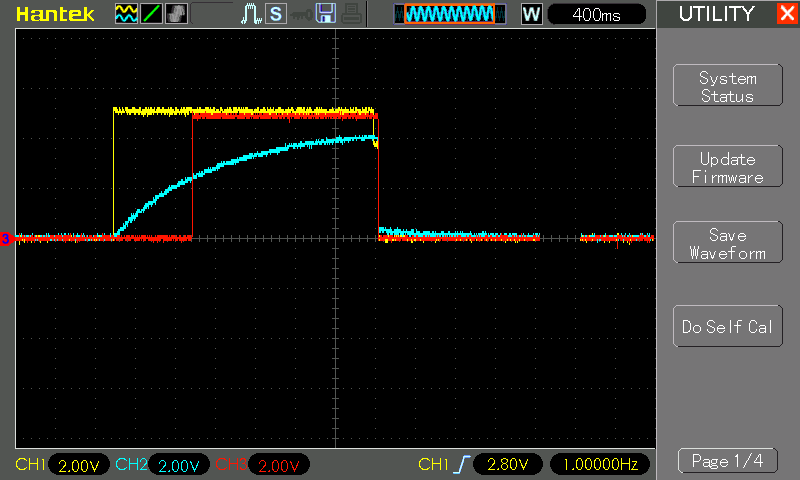 Hantek
S
W
400ms
UTILITY
X
System
Status
Update
Firmware
3
Save
Waveform
Do Self Cal
CH1 2.00V CH2 2.00V CH3 2.00V CH1 2.80V 1.00000Hz
Page 1/4